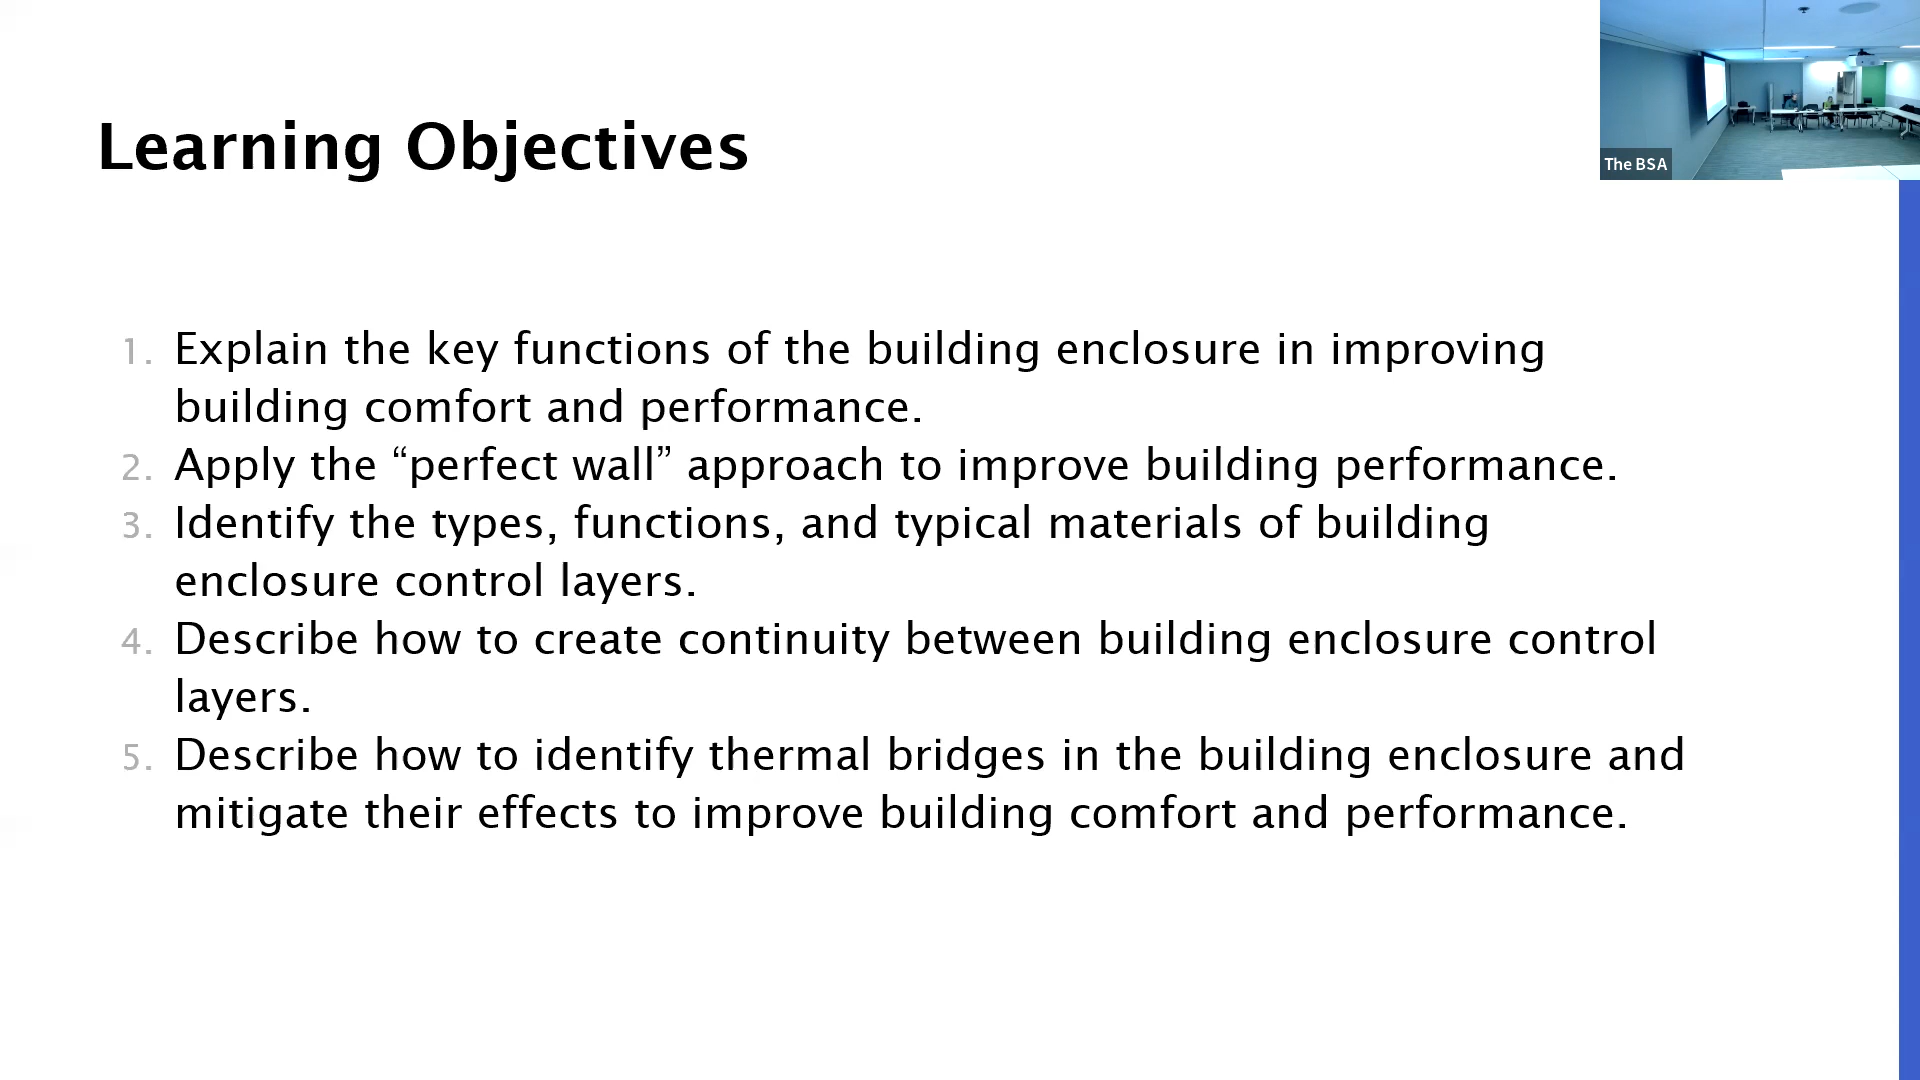 Learning Objectives
The BSA
1. Explain the key functions of the building enclosure in improving
building comfort and performance.
2. Apply the “perfect wall” approach to improve building performance.
3. Identify the types, functions, and typical materials of building
enclosure control layers.
4. Describe how to create continuity between building enclosure control
layers.
5. Describe how to identify thermal bridges in the building enclosure and
mitigate their effects to improve building comfort and performance.